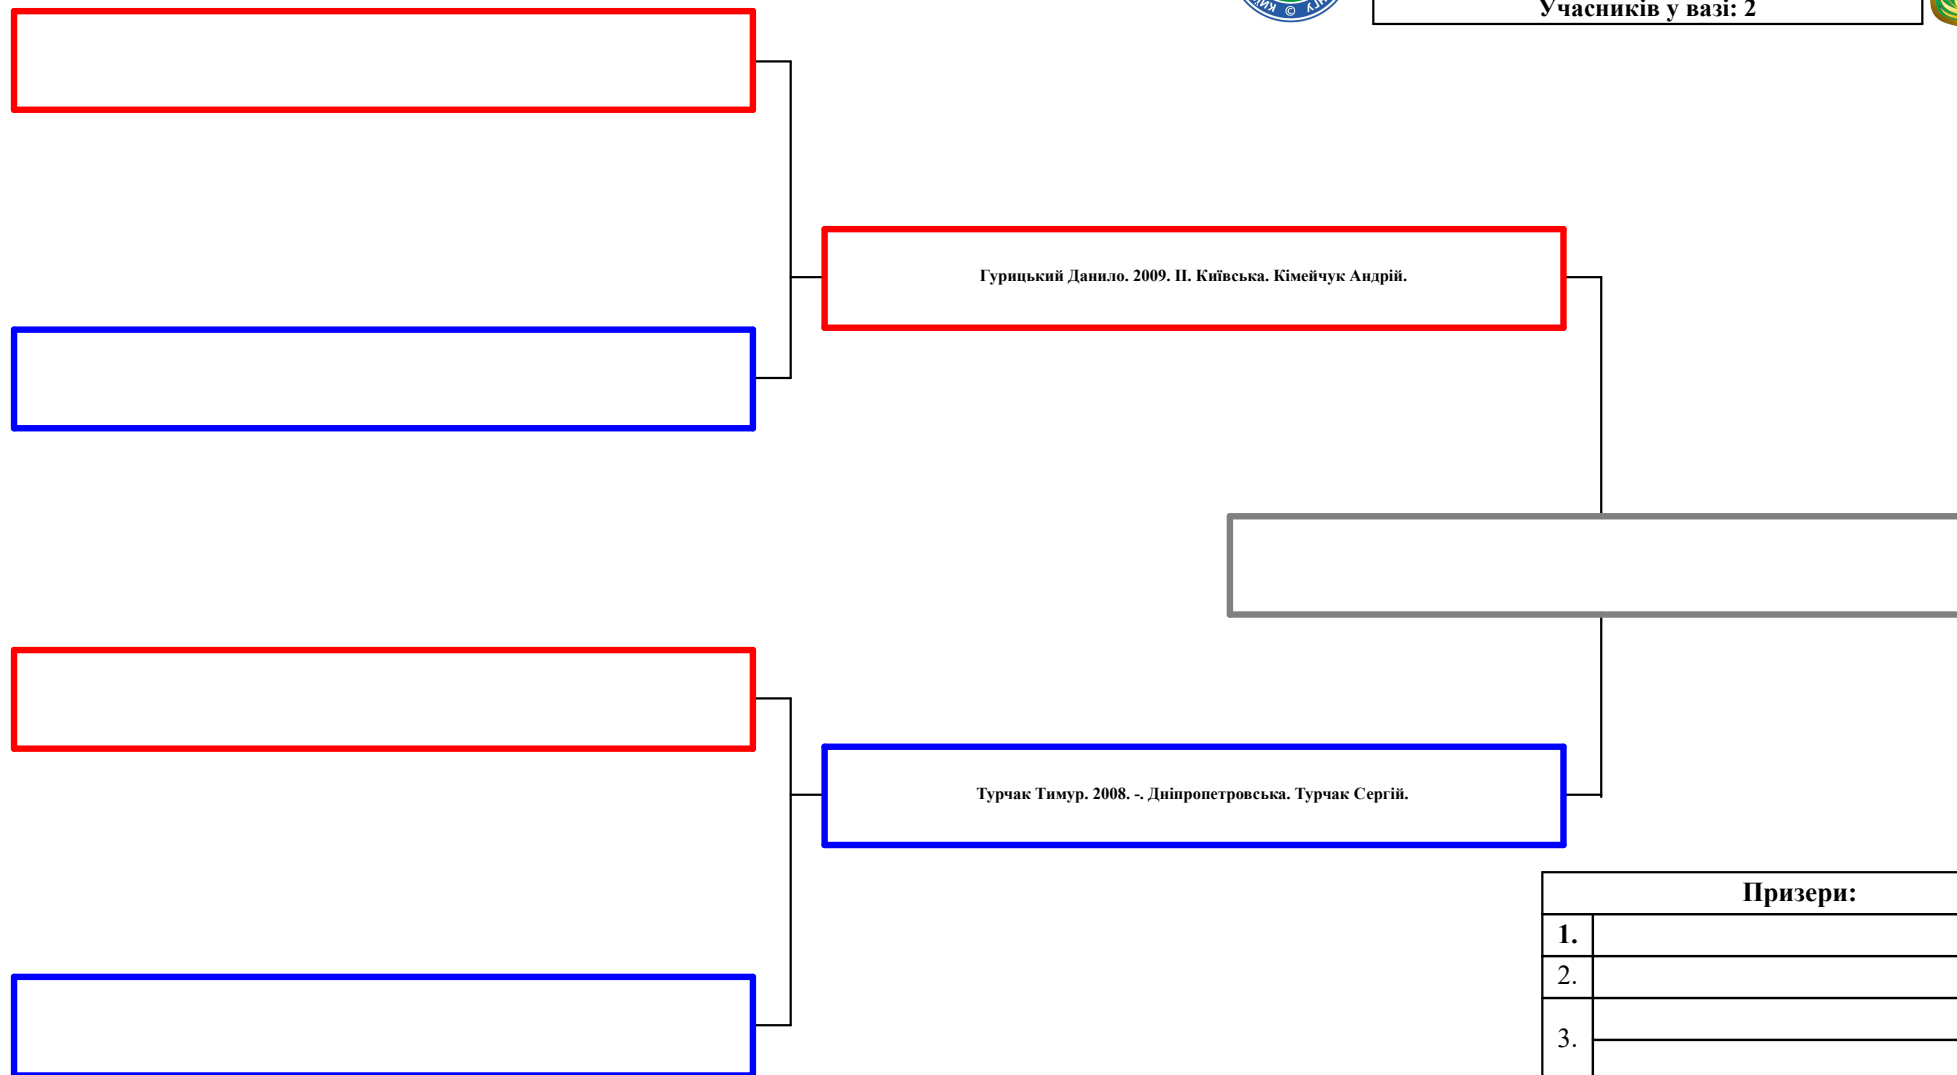 Учасників у вазі: 2
Гурицький Данило. 2009. II. Київська. Кімейчук Андрій.
Турчак Тимур. 2008. -. Дніпропетровська. Турчак Сергій.
Призери:
1.
2.
3.